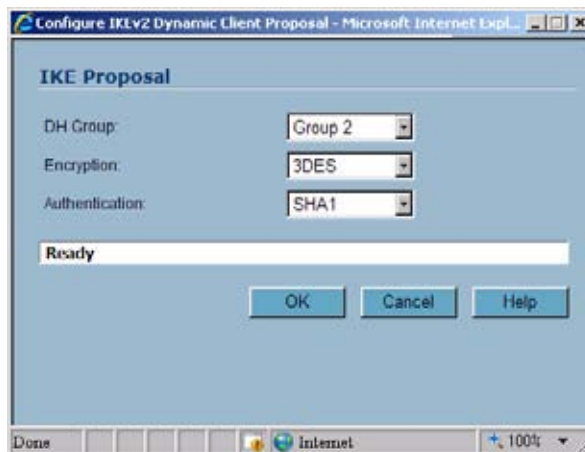 Configure IKEv2 Dynamic Client Proposal - Microsoft Internet Expl...
IKE Proposal
DH Group: Group 2
Encryption: 3DES
Authentication: SHA1
Ready
OK Cancel Help
Done Internet 100%